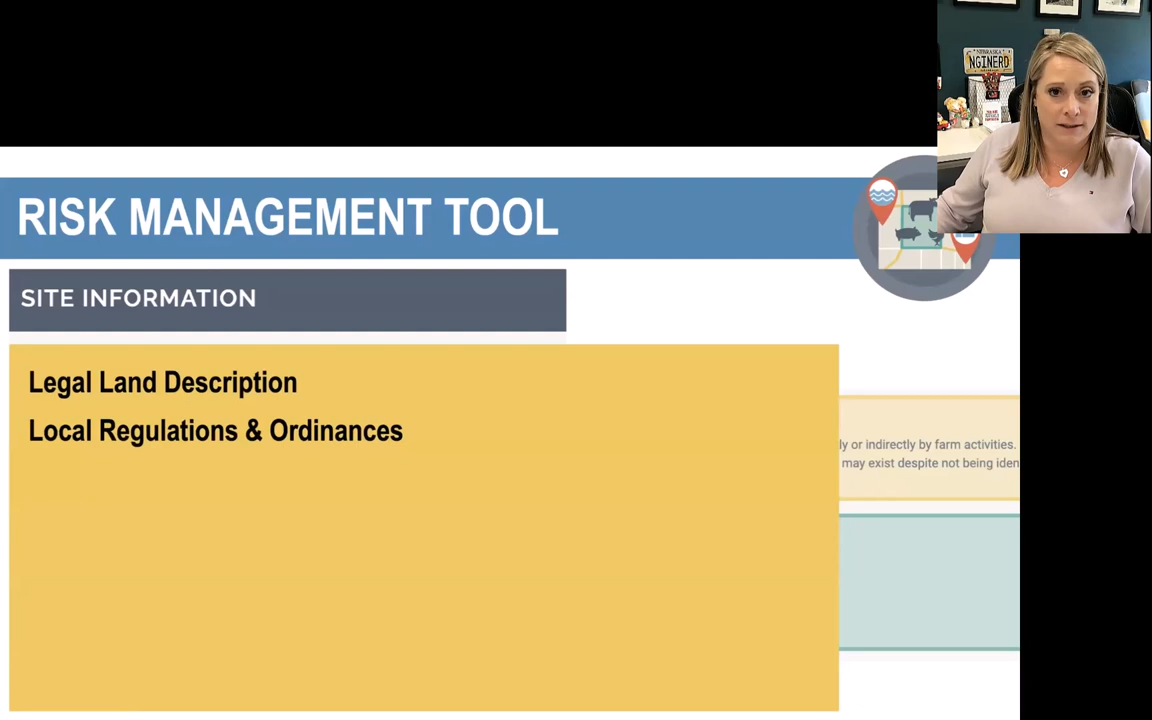 NEBRASKA
NGINERD
RISK MANAGEMENT TOOL
SITE INFORMATION
Legal Land Description
Local Regulations & Ordinances
ly or indirectly by farm activities.
may exist despite not being iden